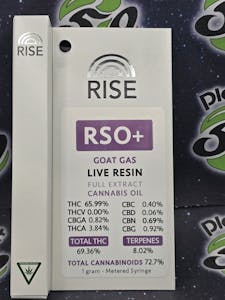 RISE
RISE
RSO+
GOAT GAS
LIVE RESIN
FULL EXTRACT
CANNABIS OIL
THC 65.99% CBC 0.40%
THCV 0.00% CBD 0.06%
CBGA 0.82% CBN 0.69%
THCA 3.84% CBG 0.92%
TOTAL THC TERPENES
69.36% 8.02%
TOTAL CANNABINOIDS 72.7%
1 gram - Metered Syringe